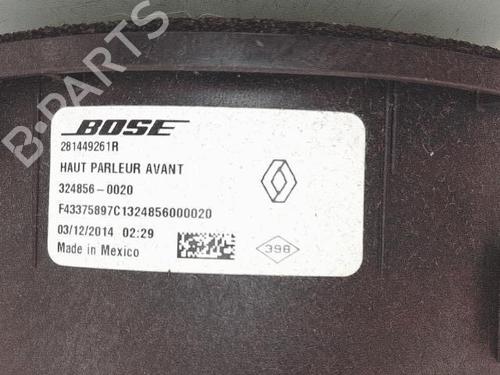 BOSE
281449261R
HAUT PARLEUR AVANT
324856-0020
F43375897C1324856000020
03/12/2014 02:29
Made in Mexico
398
B-PARTS